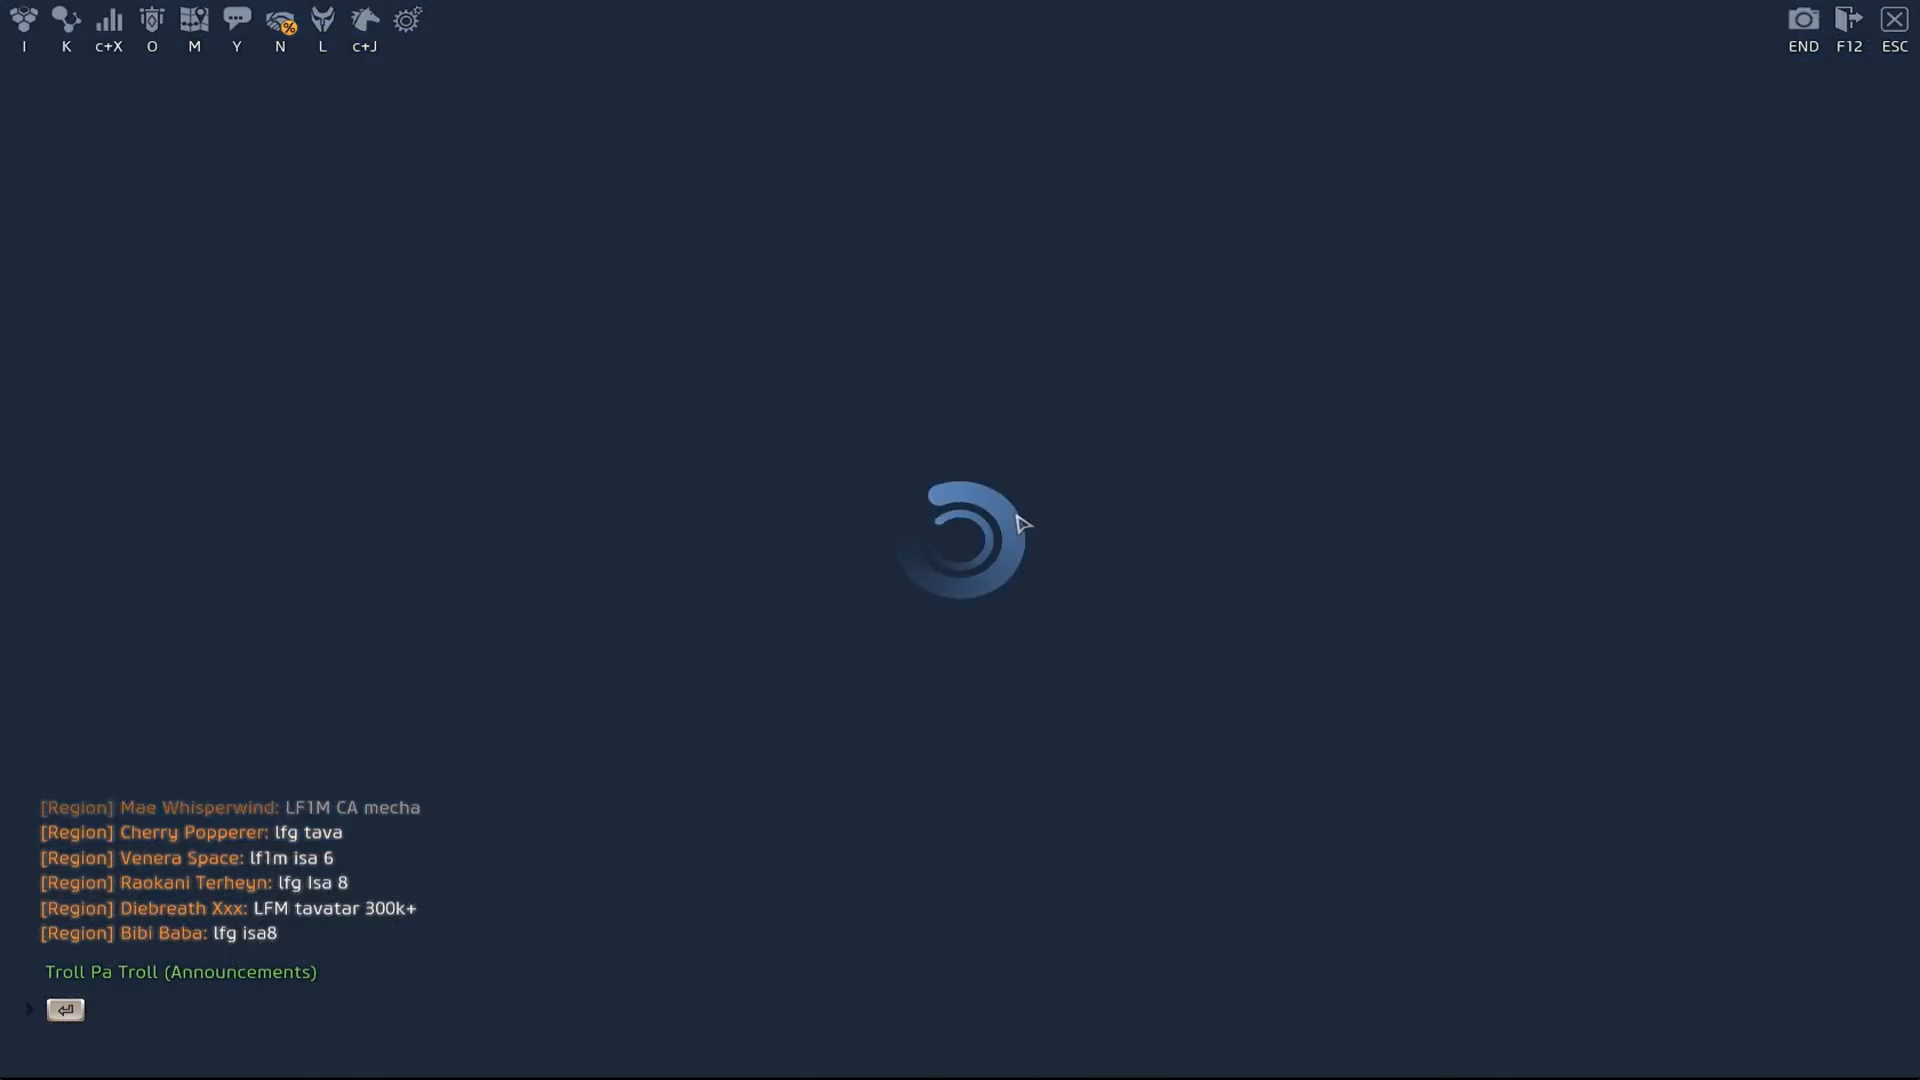 I K c+X O M Y N L c+J
END F12 ESC
%
[Region] Mae Whisperwind: LF1M CA mecha
[Region] Cherry Popperer: lfg tava
[Region] Venera Space: lf1m isa 6
[Region] Raokani Terheyn: lfg Isa 8
[Region] Diebreath Xxx: LFM tavatar 300k+
[Region] Bibi Baba: lfg isa8
Troll Pa Troll (Announcements)